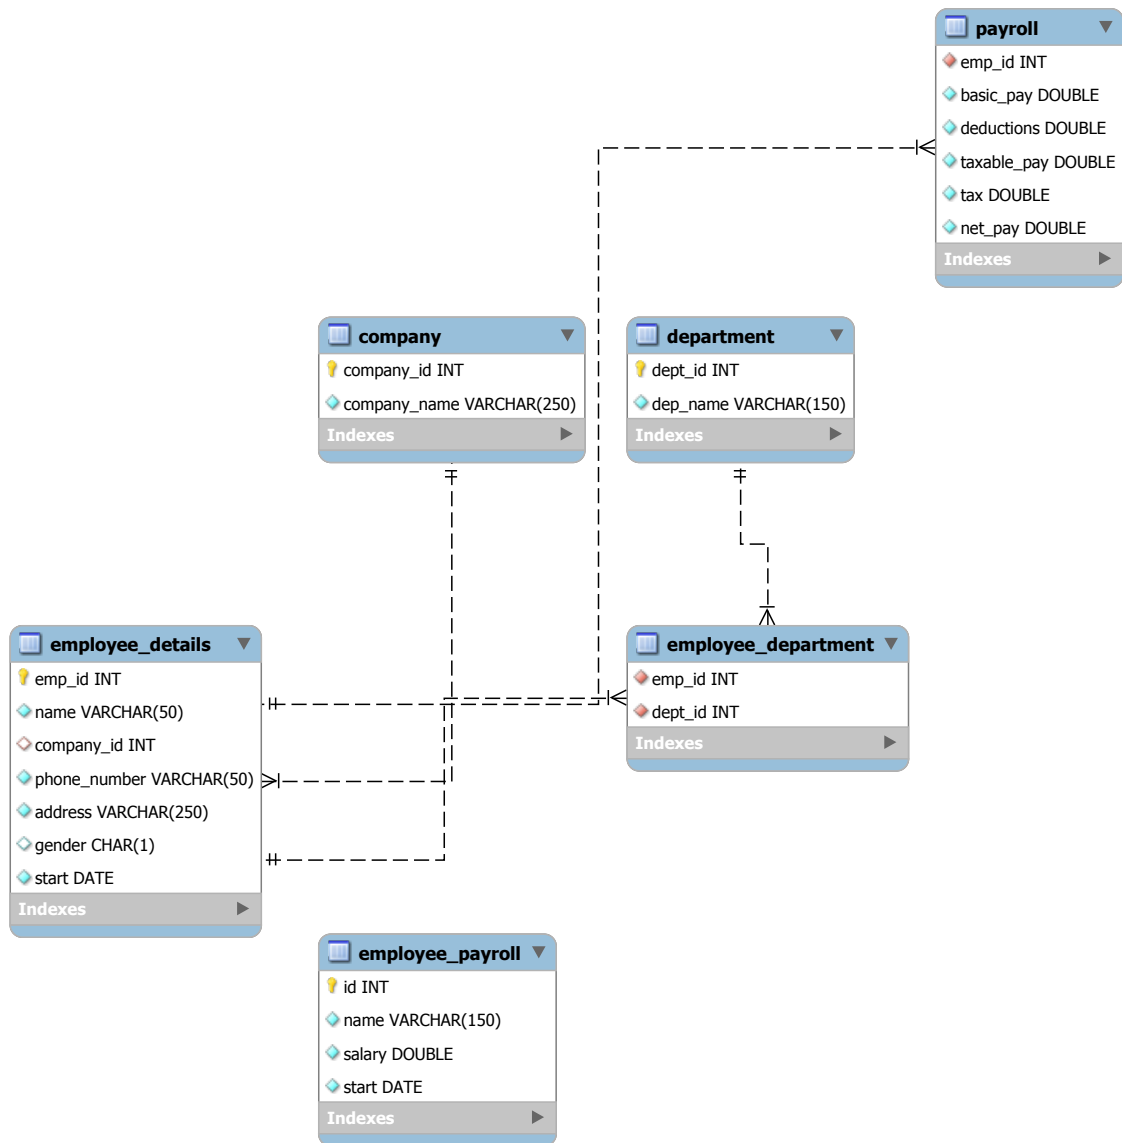 payroll
emp_id INT
basic_pay DOUBLE
deductions DOUBLE
taxable_pay DOUBLE
tax DOUBLE
net_pay DOUBLE
Indexes
company
company_id INT
company_name VARCHAR(250)
Indexes
department
dept_id INT
dep_name VARCHAR(150)
Indexes
employee_details
emp_id INT
name VARCHAR(50)
company_id INT
phone_number VARCHAR(50)
address VARCHAR(250)
gender CHAR(1)
start DATE
Indexes
employee_department
emp_id INT
dept_id INT
Indexes
employee_payroll
id INT
name VARCHAR(150)
salary DOUBLE
start DATE
Indexes